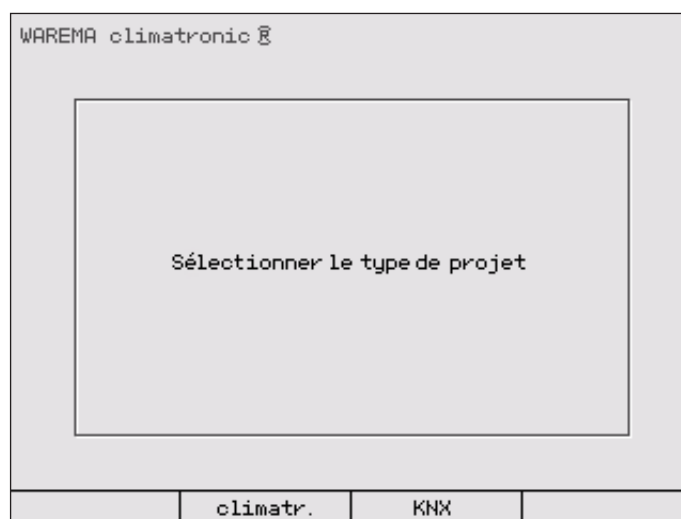 WAREMA climatronic ®
Sélectionner le type de projet
climatr. KNX